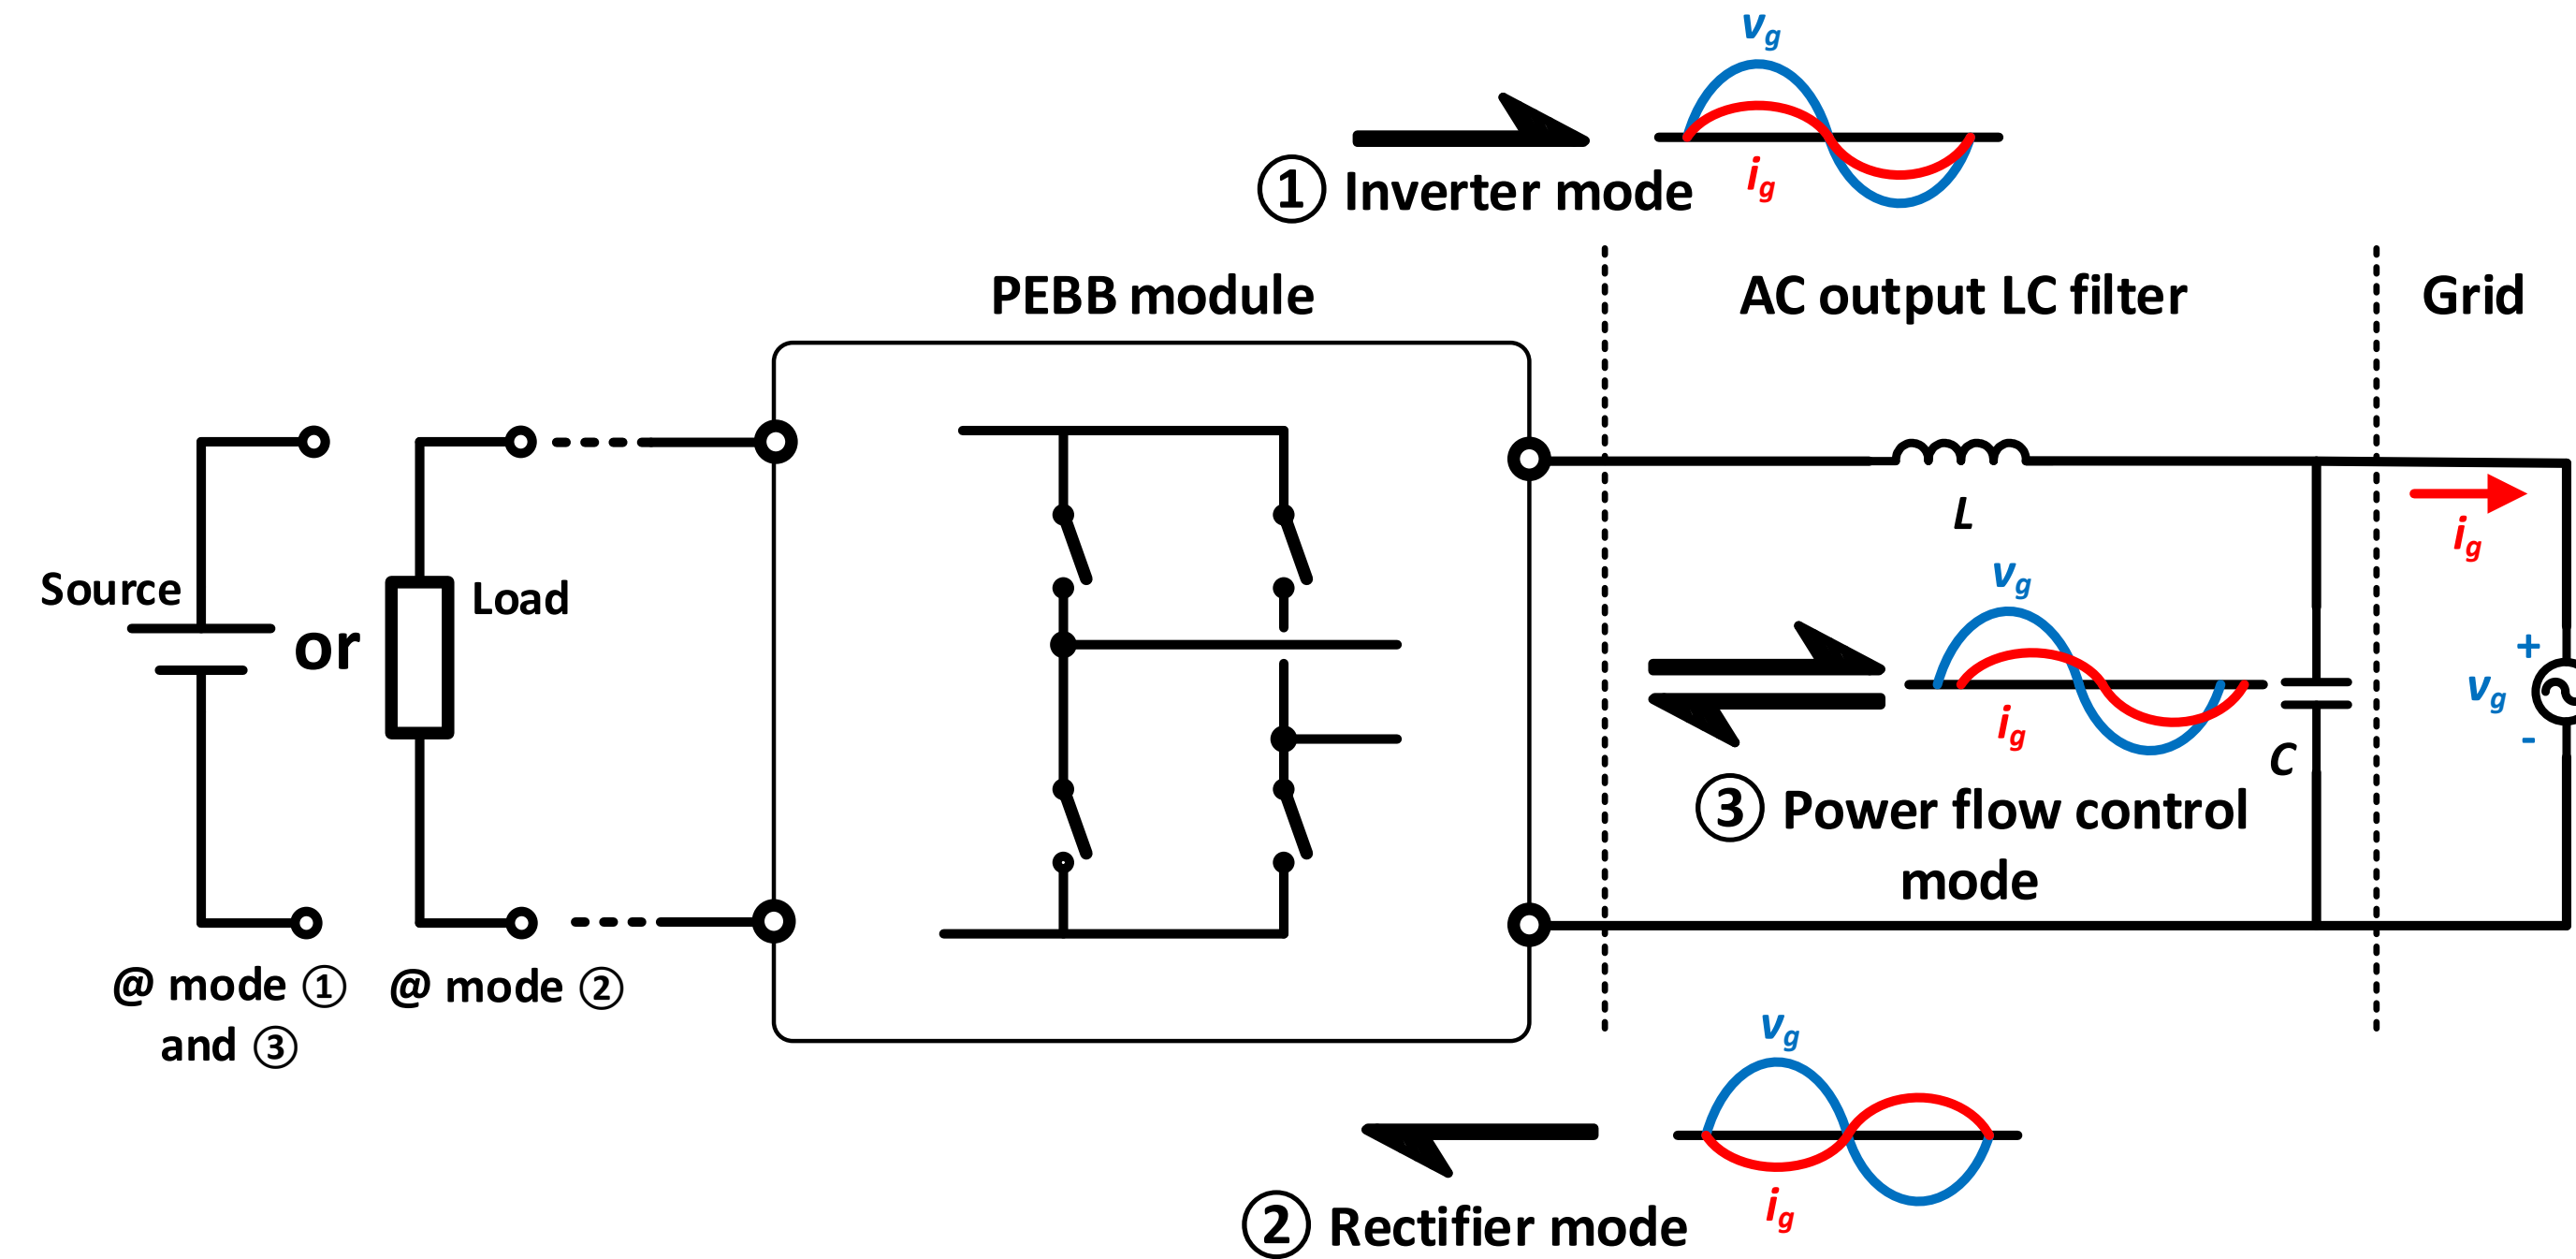 vg
ig
① Inverter mode
PEBB module
AC output LC filter
Grid
L
ig
Source
or
Load
vg
ig
+
vg
-
C
③ Power flow control
mode
@ mode ①
and ③
@ mode ②
vg
ig
② Rectifier mode